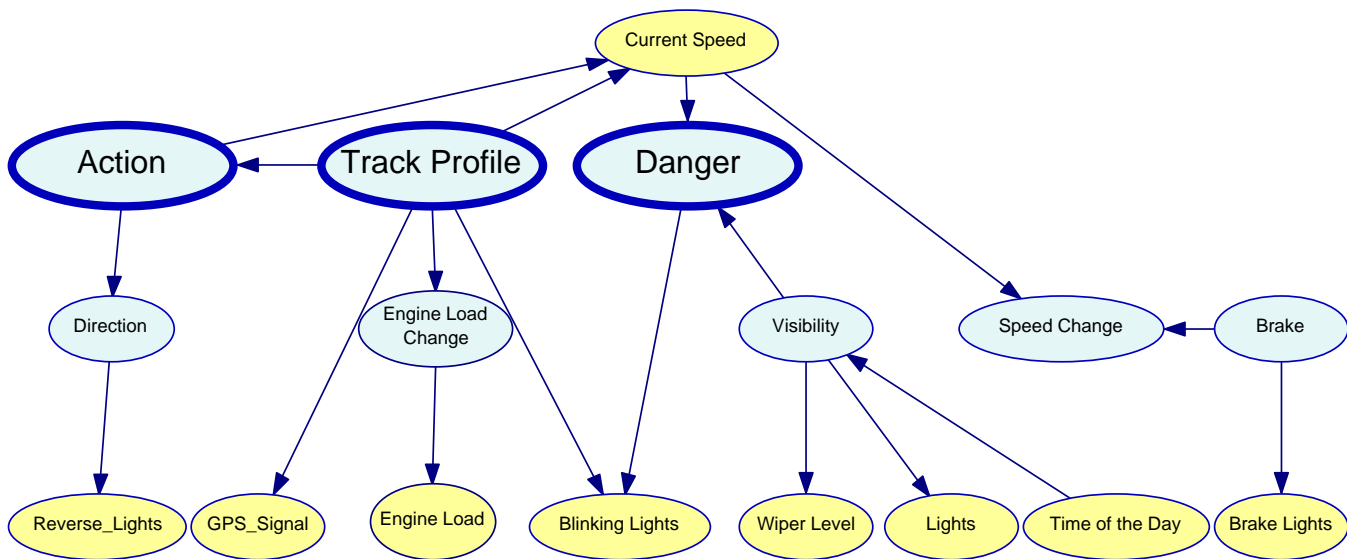 Current Speed
Action
Track Profile
Danger
Direction
Engine Load
Change
Visibility
Speed Change
Brake
Reverse_Lights
GPS_Signal
Engine Load
Blinking Lights
Wiper Level
Lights
Time of the Day
Brake Lights